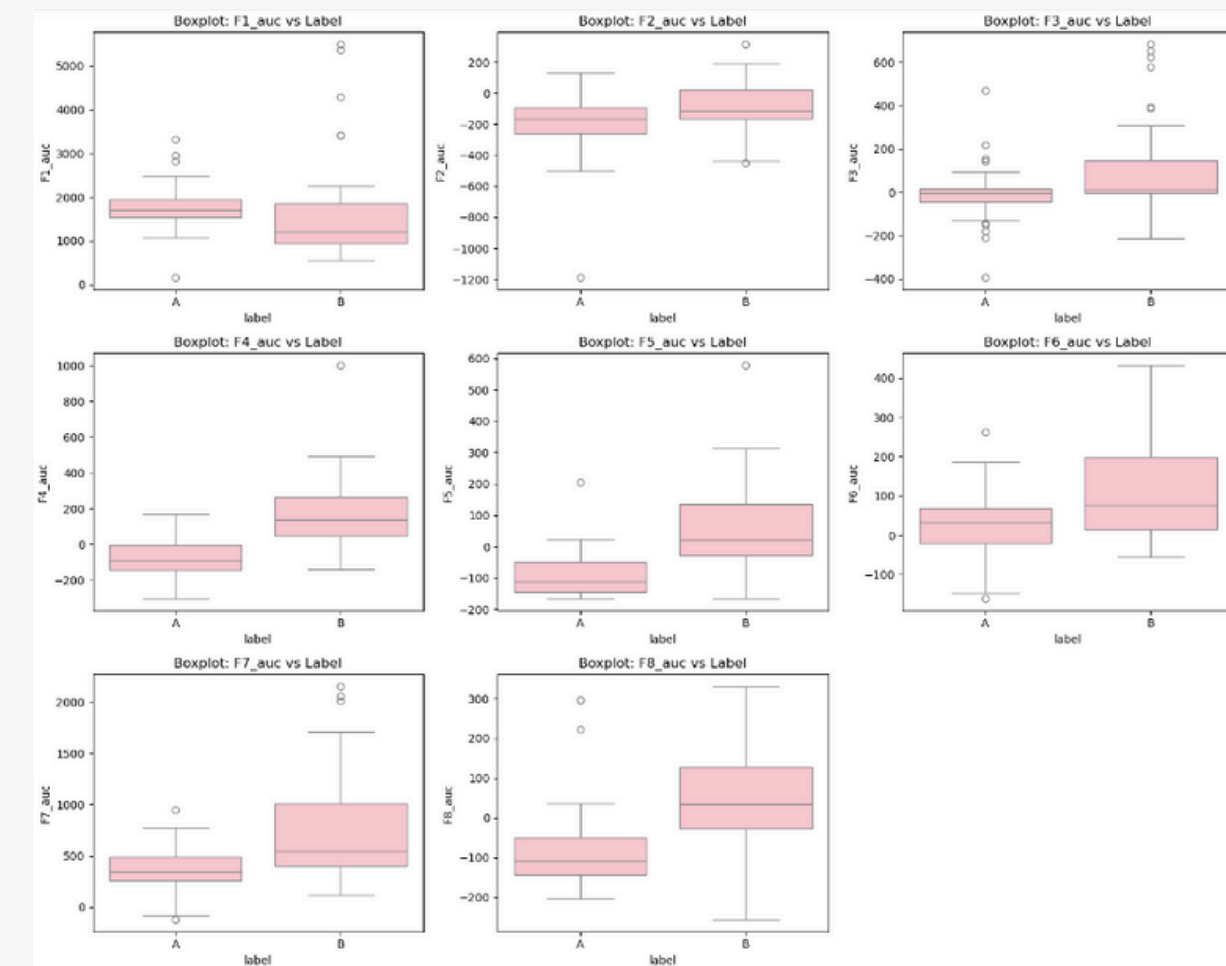 Boxplot: F1_auc vs Label
F1_auc
5000
4000
3000
2000
1000
0
A
B
label
Boxplot: F2_auc vs Label
F2_auc
200
0
−200
−400
−600
−800
−1000
−1200
A
B
label
Boxplot: F3_auc vs Label
F3_auc
600
400
200
0
−200
−400
A
B
label
Boxplot: F4_auc vs Label
F4_auc
1000
800
600
400
200
0
−200
A
B
label
Boxplot: F5_auc vs Label
F5_auc
600
500
400
300
200
100
0
−100
−200
A
B
label
Boxplot: F6_auc vs Label
F6_auc
400
300
200
100
0
−100
A
B
label
Boxplot: F7_auc vs Label
F7_auc
2000
1500
1000
500
0
A
B
label
Boxplot: F8_auc vs Label
F8_auc
300
200
100
0
−100
−200
A
B
label